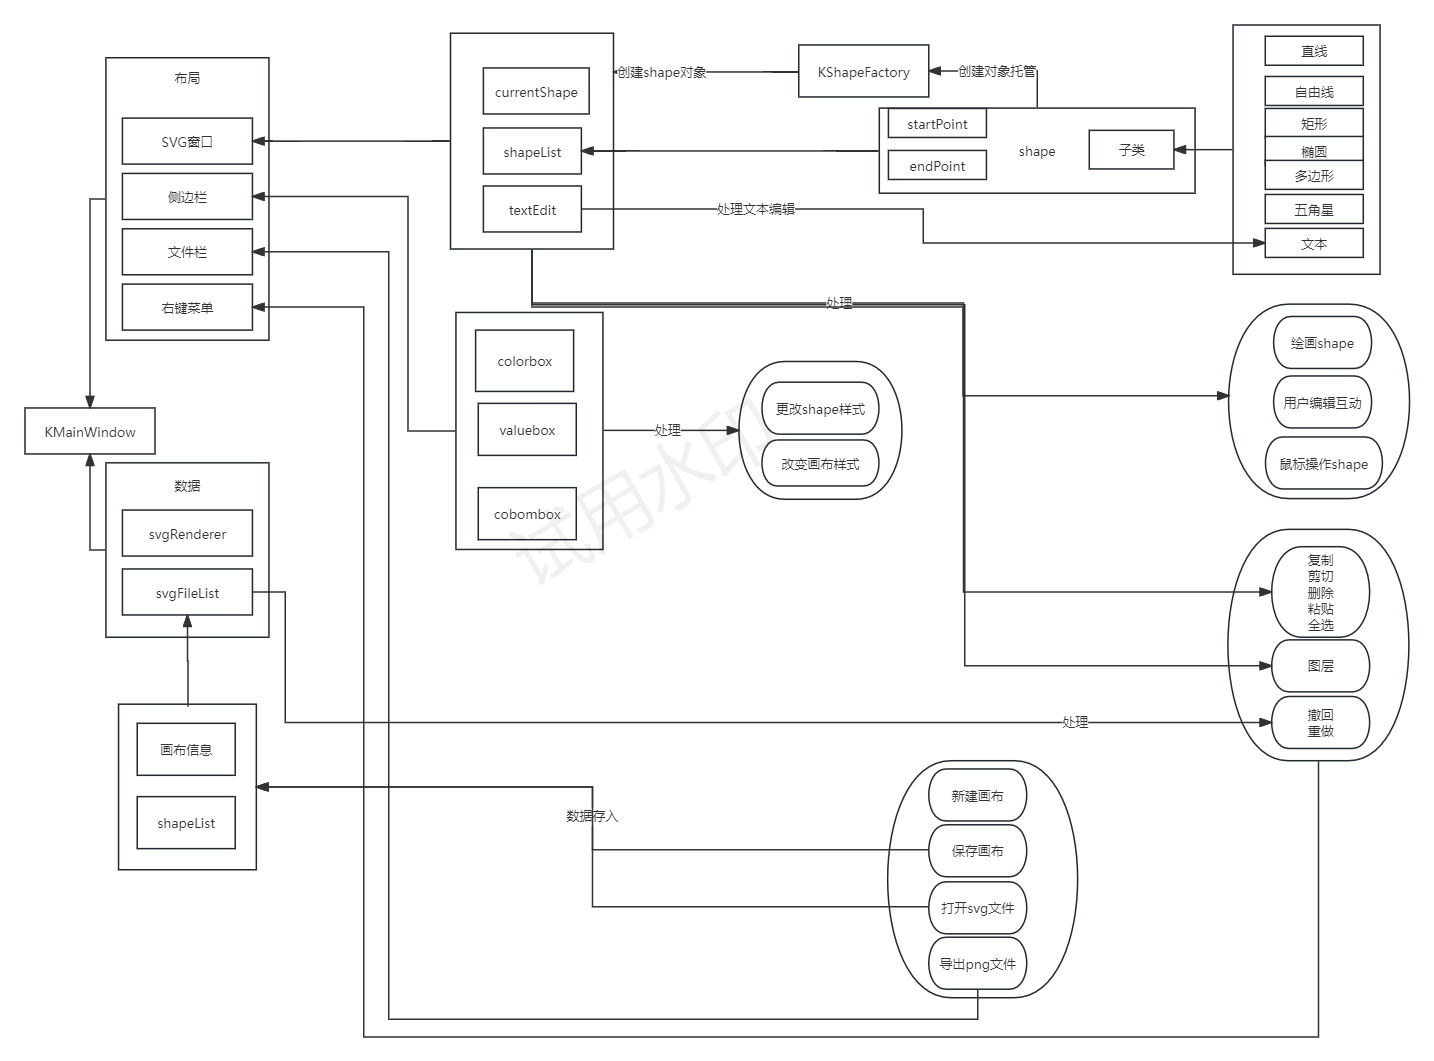 布局
SVG窗口
侧边栏
文件栏
右键菜单
KMainWindow
数据
svgRenderer
svgFileList
画布信息
shapeList
currentShape
shapeList
textEdit
创建shape对象
KShapeFactory
创建对象托管
startPoint
endPoint
shape
子类
直线
自由线
矩形
椭圆
多边形
五角星
文本
处理文本编辑
处理
colorbox
valuebox
cobombox
处理
更改shape样式
改变画布样式
绘画shape
用户编辑互动
鼠标操作shape
复制
剪切
删除
粘贴
全选
图层
撤回
重做
处理
数据存入
新建画布
保存画布
打开svg文件
导出png文件
试用水印